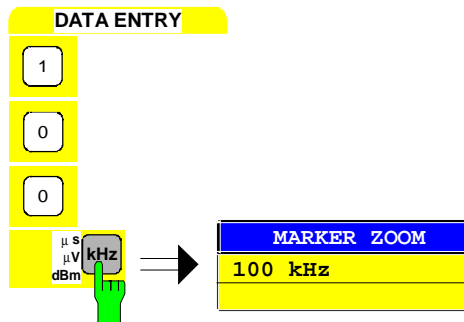 DATA ENTRY
1
0
0
μs
μV
dBm
kHz
MARKER ZOOM
100 kHz